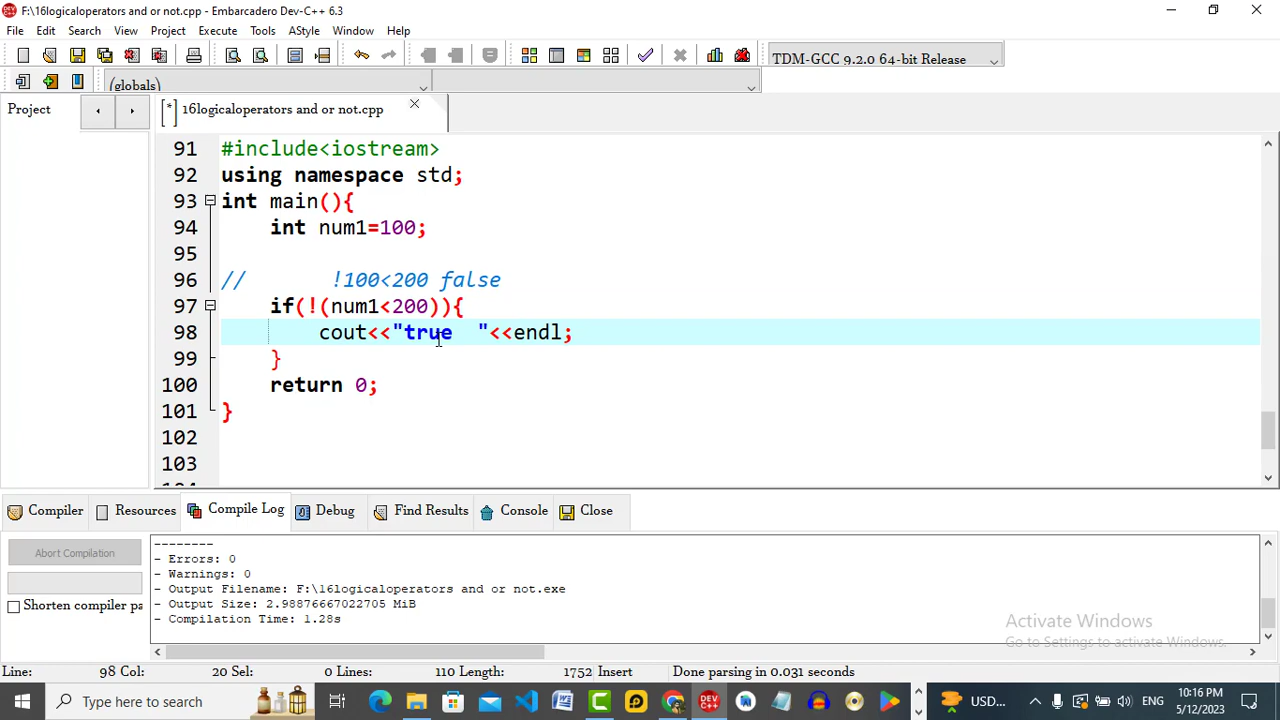 F:\16logicaloperators and or not.cpp - Embarcadero Dev-C++ 6.3
File Edit Search View Project Execute Tools AStyle Window Help
TDM-GCC 9.2.0 64-bit Release
(globals)
Project
[*] 16logicaloperators and or not.cpp
91 #include<iostream>
92 using namespace std;
93 int main(){
94 int num1=100;
95
96 // !100<200 false
97 if(!(num1<200)){
98 cout<<"true  "<<endl;
99 }
100 return 0;
101 }
102
103
Compiler Resources Compile Log Debug Find Results Console Close
Abort Compilation
Shorten compiler pa
--------
- Errors: 0
- Warnings: 0
- Output Filename: F:\16logicaloperators and or not.exe
- Output Size: 2.98876667022705 MiB
- Compilation Time: 1.28s
Activate Windows
Go to Settings to activate Windows.
Line: 98 Col: 20 Sel: 0 Lines: 110 Length: 1752 Insert Done parsing in 0.031 seconds
Type here to search
USD...
ENG
10:16 PM
5/12/2023